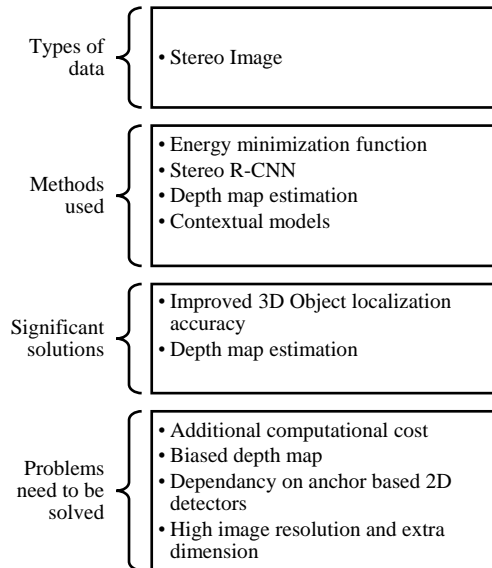 Types of
data
• Stereo Image
Methods
used
• Energy minimization function
• Stereo R-CNN
• Depth map estimation
• Contextual models
Significant
solutions
• Improved 3D Object localization
accuracy
• Depth map estimation
Problems
need to be
solved
• Additional computational cost
• Biased depth map
• Dependancy on anchor based 2D
detectors
• High image resolution and extra
dimension